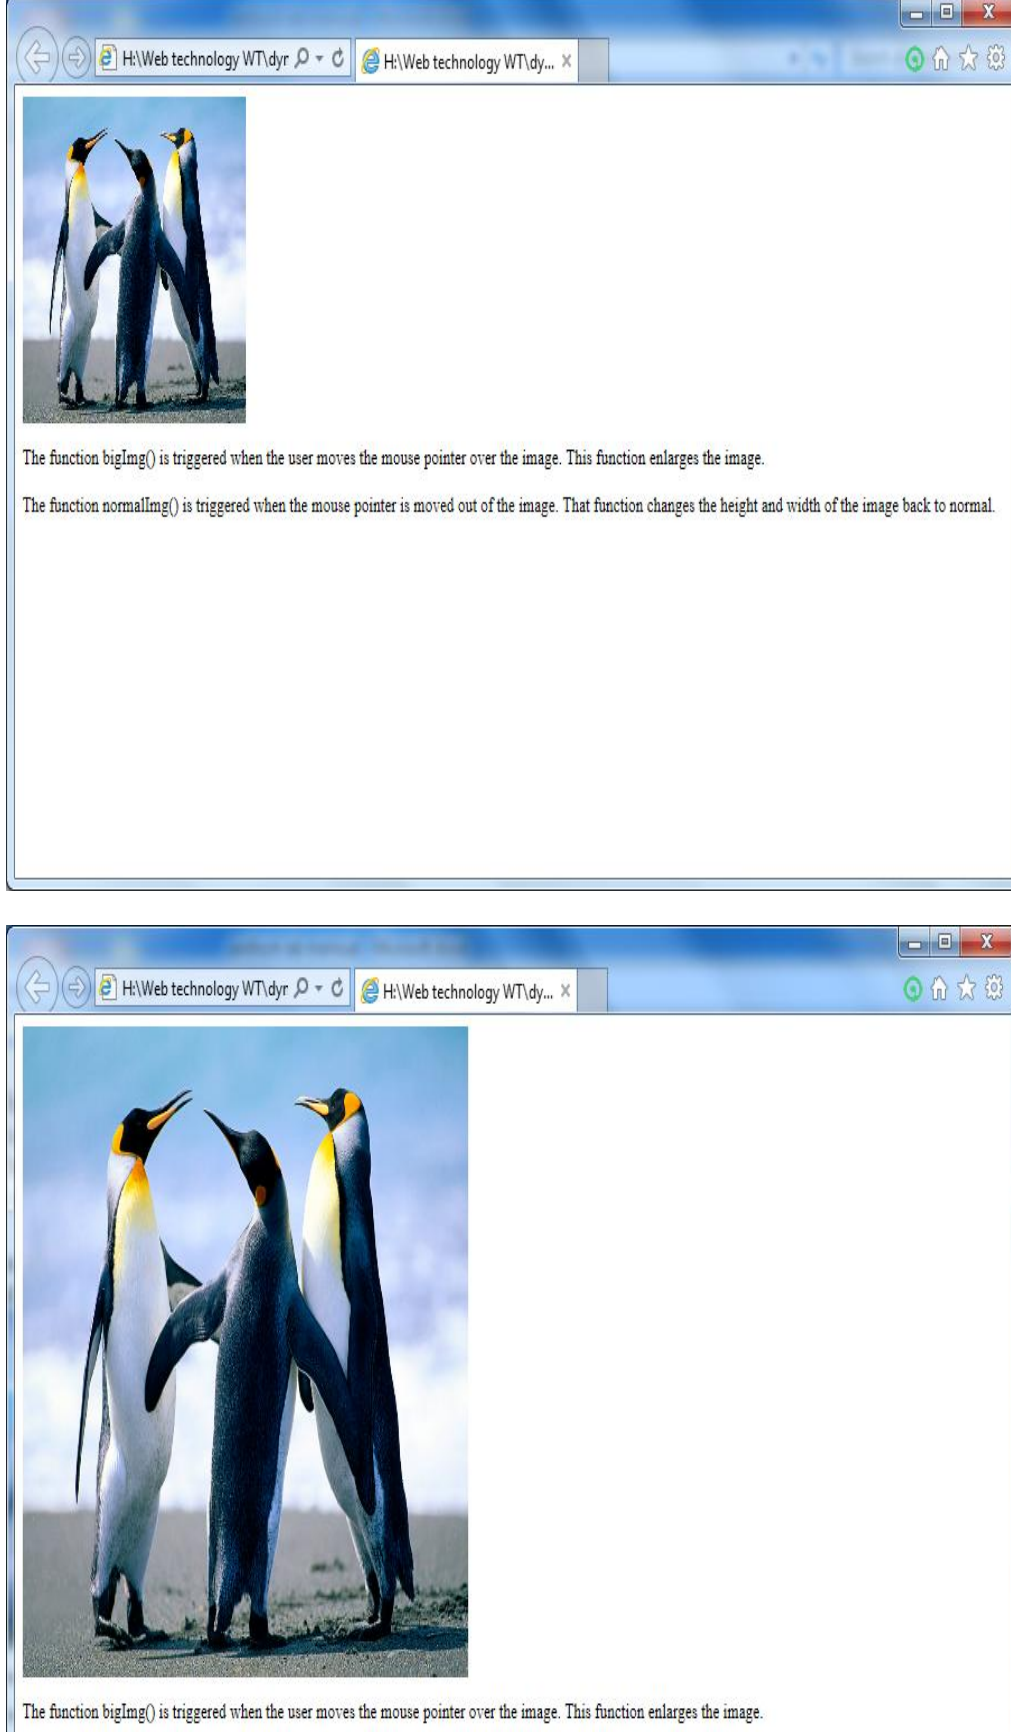 H:\Web technology WT\dyr
H:\Web technology WT\dy...
The function bigImg() is triggered when the user moves the mouse pointer over the image. This function enlarges the image.
The function normalImg() is triggered when the mouse pointer is moved out of the image. That function changes the height and width of the image back to normal.
H:\Web technology WT\dyr
H:\Web technology WT\dy...
The function bigImg() is triggered when the user moves the mouse pointer over the image. This function enlarges the image.